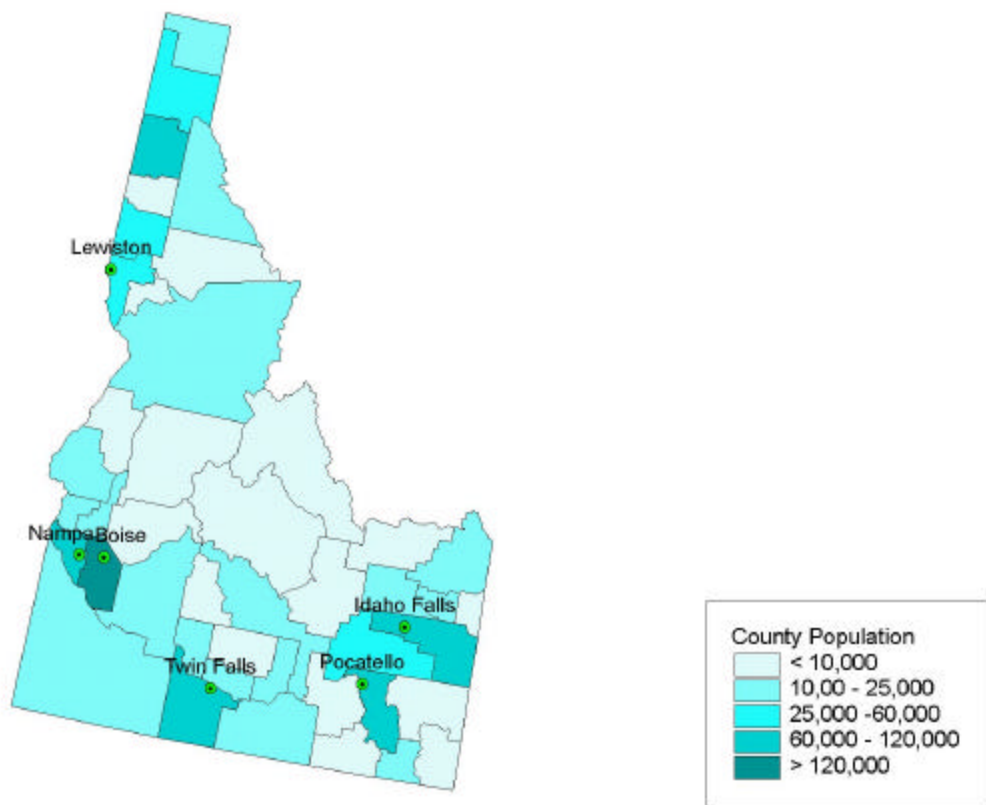 Lewiston
Nampa Boise
Idaho Falls
Twin Falls
Pocatello
County Population
< 10,000
10,00 - 25,000
25,000 -60,000
60,000 - 120,000
> 120,000